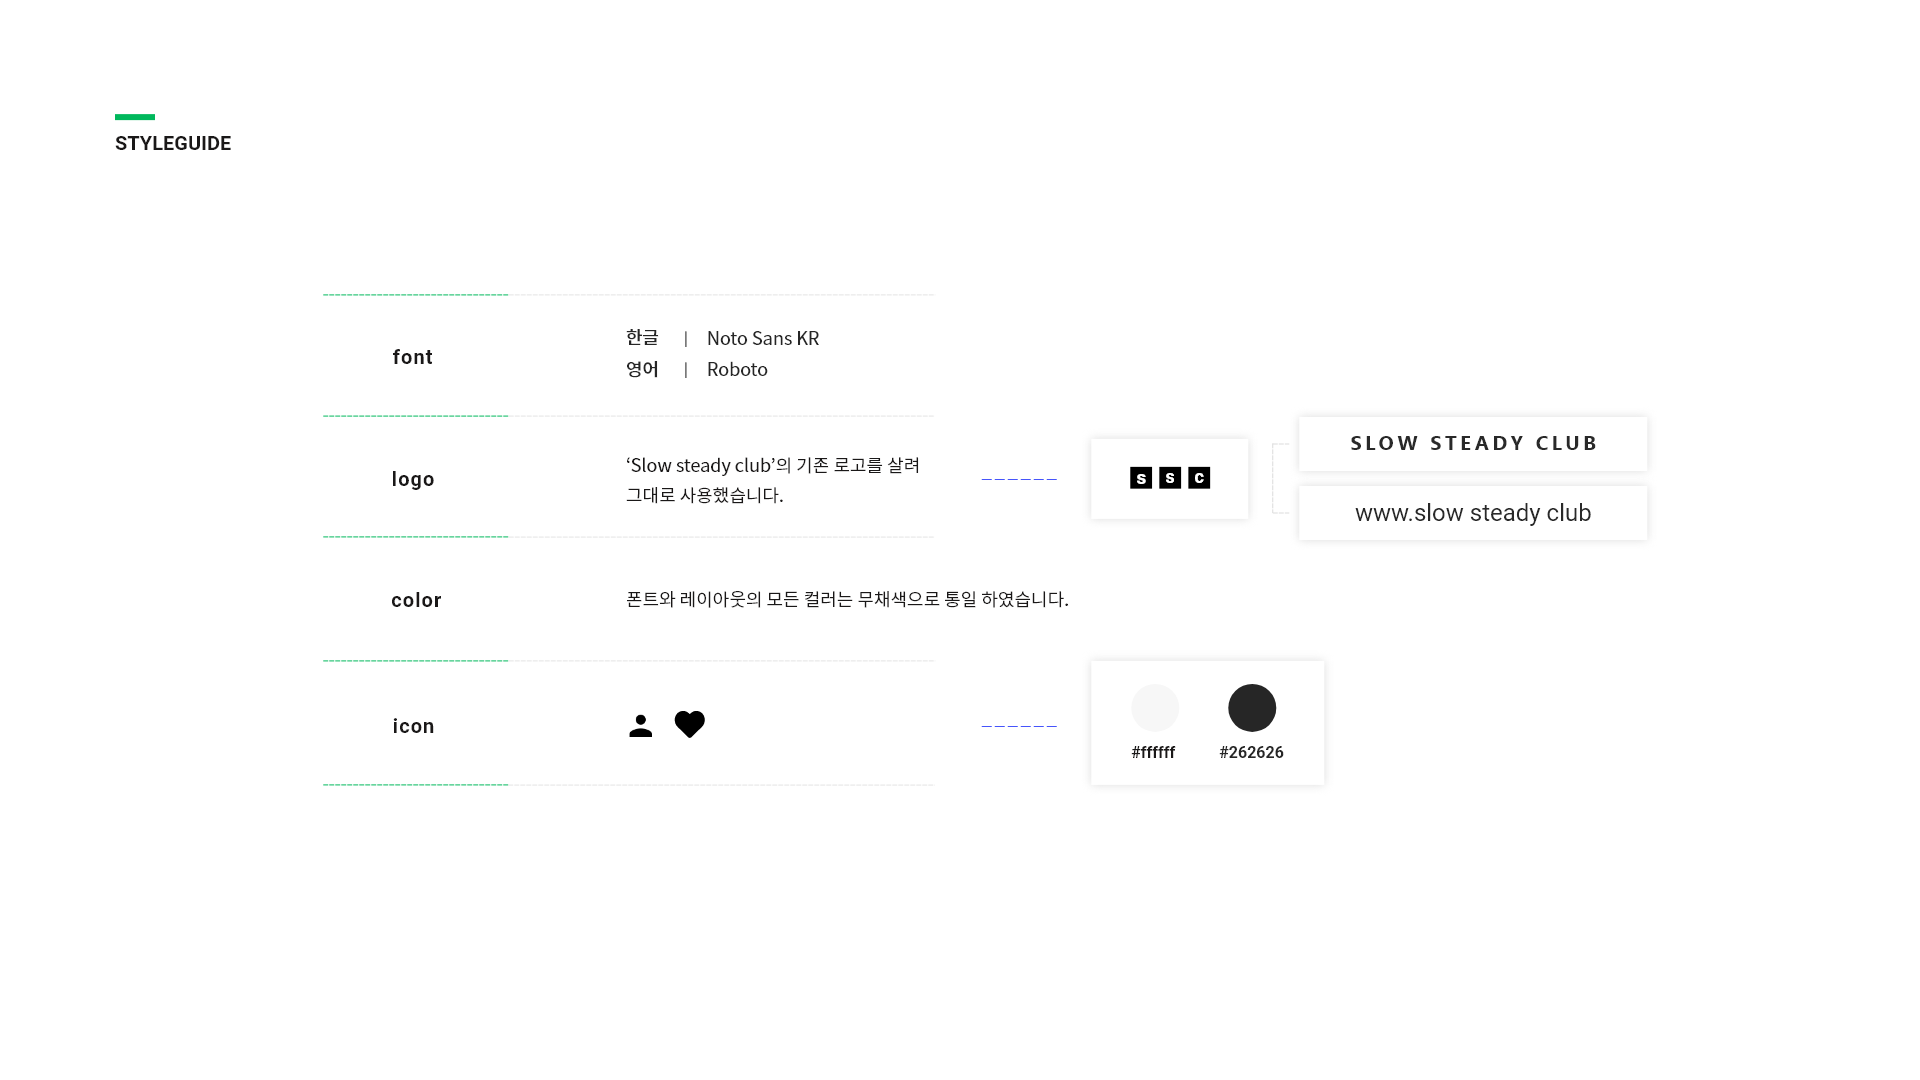 STYLEGUIDE
font
한글 | Noto Sans KR
영어 | Roboto
logo
‘Slow steady club’의 기존 로고를 살려
그대로 사용했습니다.
S S C
SLOW STEADY CLUB
www.slow steady club
color
폰트와 레이아웃의 모든 컬러는 무채색으로 통일 하였습니다.
icon
#ffffff #262626